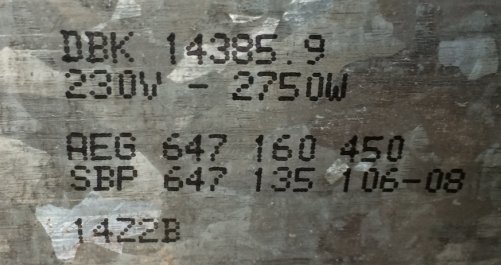 DBK 14385.9
230V - 2750W
AEG 647 160 450
SBP 647 135 106-08
14Z2B